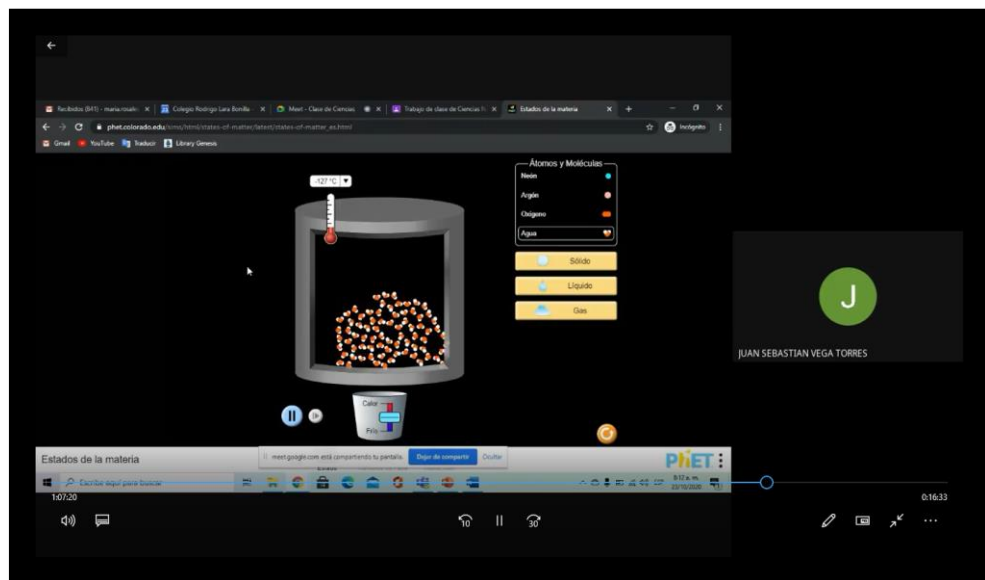 Recibidos (841) - maria.rosale
Colegio Rodrigo Lara Bonilla -
Meet - Clase de Ciencias
Trabajo de clase de Ciencias N
Estados de la materia
phet.colorado.edu/sims/html/states-of-matter/latest/states-of-matter_es.html
Incógnito
Gmail
YouTube
Traducir
Library Genesis
-127 °C
Átomos y Moléculas
Neón
Argón
Oxígeno
Agua
Sólido
Líquido
Gas
J
JUAN SEBASTIAN VEGA TORRES
Calor
Frío
Estados de la materia
meet.google.com está compartiendo tu pantalla.
Dejar de compartir
Ocultar
PhET
Escribe aquí para buscar
23/10/2020
1:07:20
0:16:33
10
30